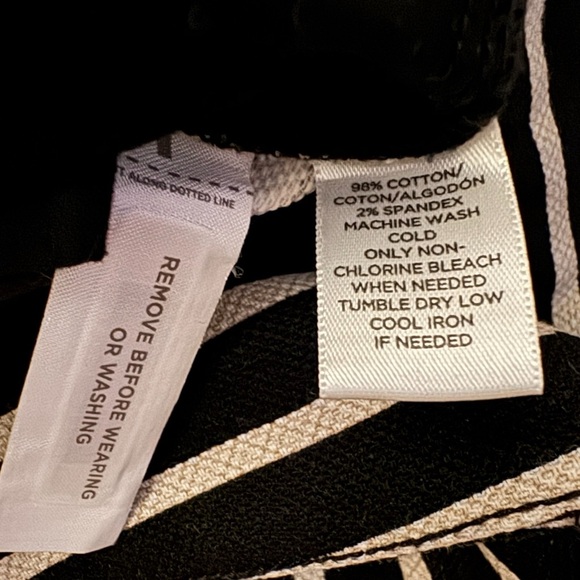 T ALONG DOTTED LINE
REMOVE BEFORE WEARING
OR WASHING
98% COTTON/
COTON/ALGODÓN
2% SPANDEX
MACHINE WASH
COLD
ONLY NON-
CHLORINE BLEACH
WHEN NEEDED
TUMBLE DRY LOW
COOL IRON
IF NEEDED